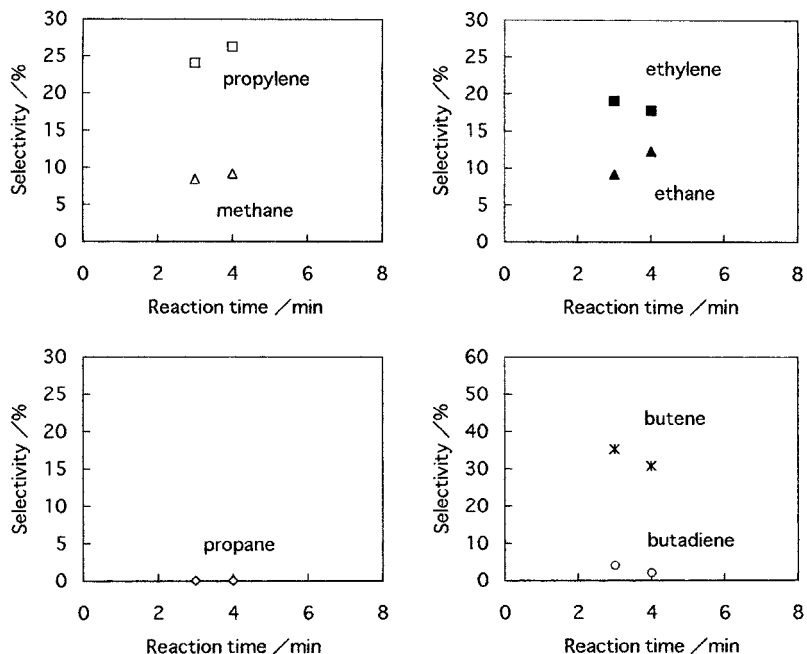 30
25
20
15
10
5
0
Selectivity ／%
propylene
methane
0 2 4 6 8
Reaction time ／min
30
25
20
15
10
5
0
Selectivity ／%
ethylene
ethane
0 2 4 6 8
Reaction time ／min
30
25
20
15
10
5
0
Selectivity ／%
propane
0 2 4 6 8
Reaction time ／min
60
50
40
30
20
10
0
Selectivity ／%
butene
butadiene
0 2 4 6 8
Reaction time ／min